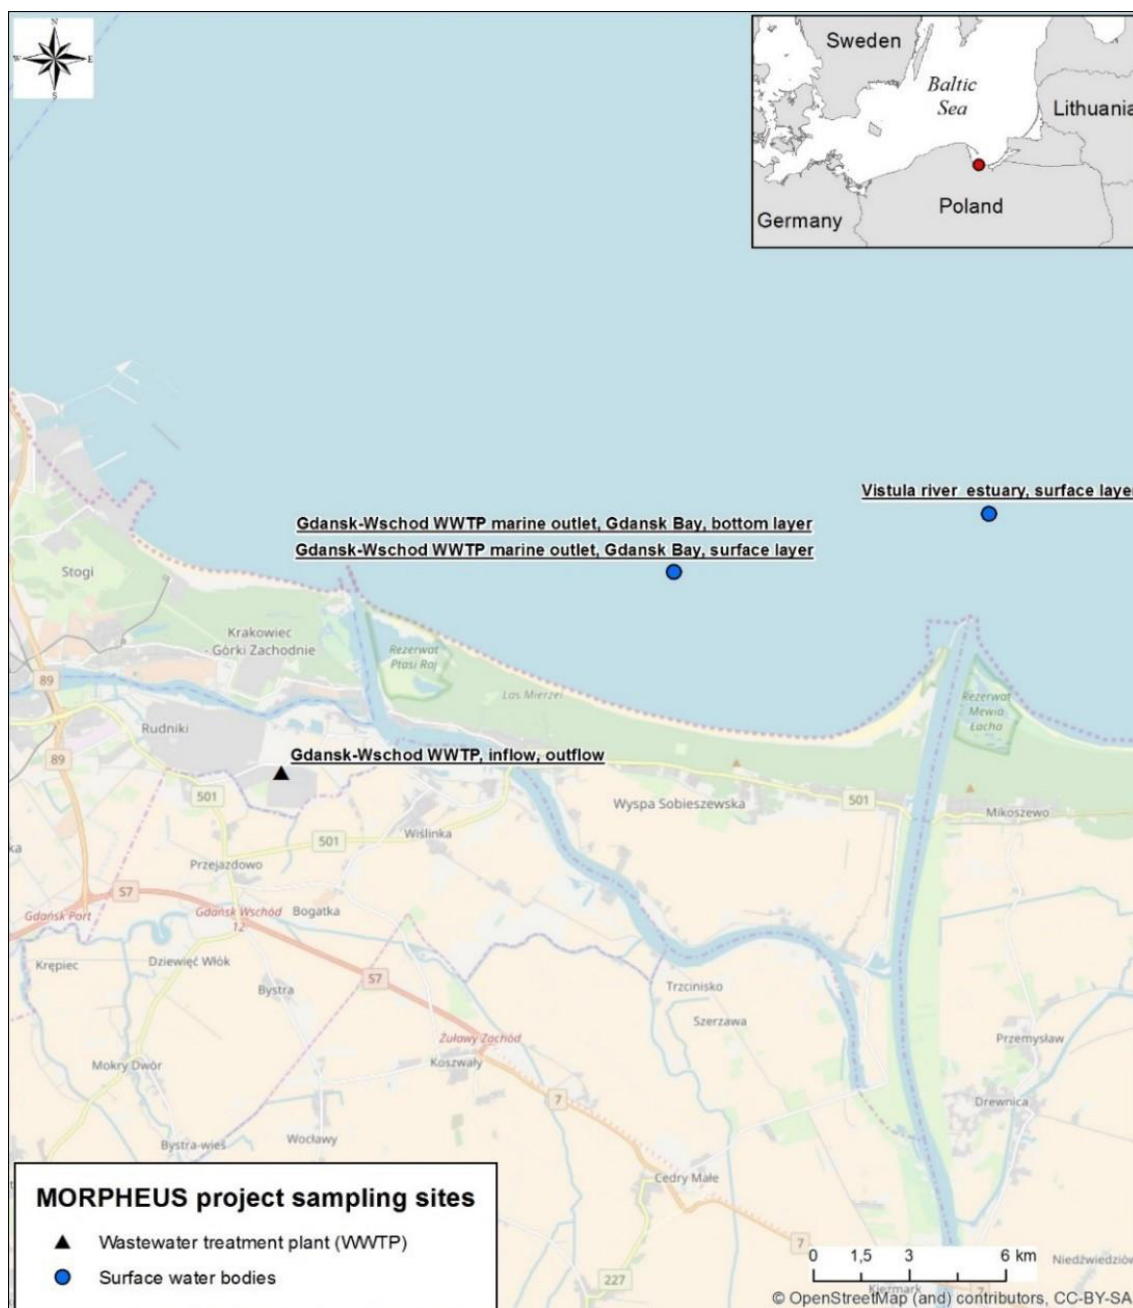 N
W E
S
Sweden
Baltic
Sea
Lithuania
Poland
Germany
Vistula river estuary, surface layer
Gdansk-Wschod WWTP marine outlet, Gdansk Bay, bottom layer
Gdansk-Wschod WWTP marine outlet, Gdansk Bay, surface layer
Stogi
Krakowiec
- Górki Zachodnie
Rezerwat
Ptasi Raj
Las Mierzei
Rezerwat
Mewia
Łacha
89
Rudniki
Gdansk-Wschod WWTP, inflow, outflow
89
501
Wyspa Sobieszewska
501
Mikoszewo
501
Wiślinka
Przejazdowo
S7
Gdańsk Port
Gdańsk Wschód
12
Bogatka
Krępiec
Dziewięć Włók
Bystra
S7
Trzcinisko
Szerzawa
Przemysław
Żuławy Zachód
Mokry Dwór
Koszwały
7
Drewnica
Bystra-wieś
Wocławy
Cedry Małe
7
MORPHEUS project sampling sites
Wastewater treatment plant (WWTP)
Surface water bodies
0 1,5 3 6 km
227
Kiezmark
Niedźwiedziów
© OpenStreetMap (and) contributors, CC-BY-SA